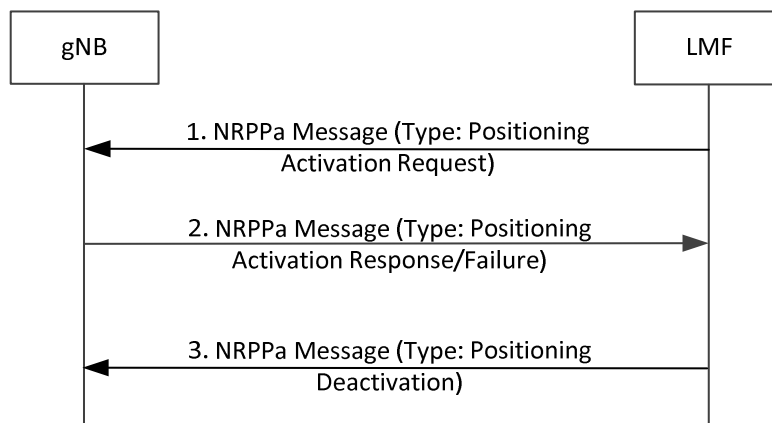 gNB
LMF
1. NRPPa Message (Type: Positioning
Activation Request)
2. NRPPa Message (Type: Positioning
Activation Response/Failure)
3. NRPPa Message (Type: Positioning
Deactivation)